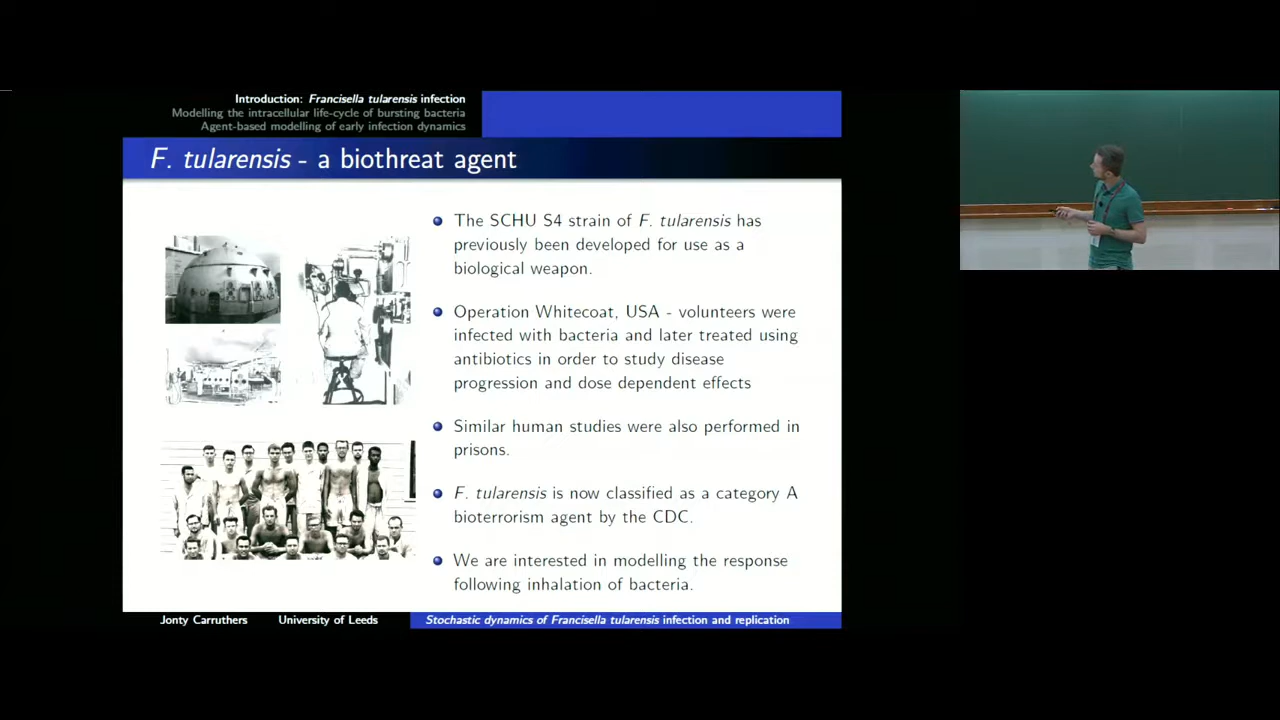 Introduction: Francisella tularensis infection
Modelling the intracellular life-cycle of bursting bacteria
Agent-based modelling of early infection dynamics
F. tularensis - a biothreat agent
The SCHU S4 strain of F. tularensis has
previously been developed for use as a
biological weapon.
Operation Whitecoat, USA - volunteers were
infected with bacteria and later treated using
antibiotics in order to study disease
progression and dose dependent effects
Similar human studies were also performed in
prisons.
F. tularensis is now classified as a category A
bioterrorism agent by the CDC.
We are interested in modelling the response
following inhalation of bacteria.
Jonty Carruthers University of Leeds Stochastic dynamics of Francisella tularensis infection and replication